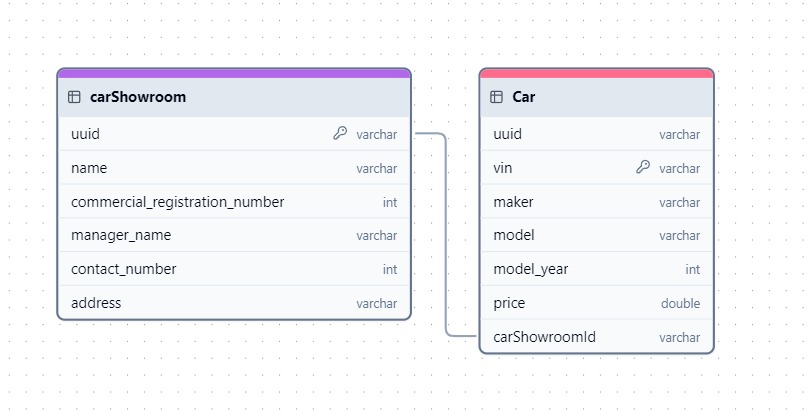 carShowroom
uuid varchar
name varchar
commercial_registration_number int
manager_name varchar
contact_number int
address varchar
Car
uuid varchar
vin varchar
maker varchar
model varchar
model_year int
price double
carShowroomId varchar